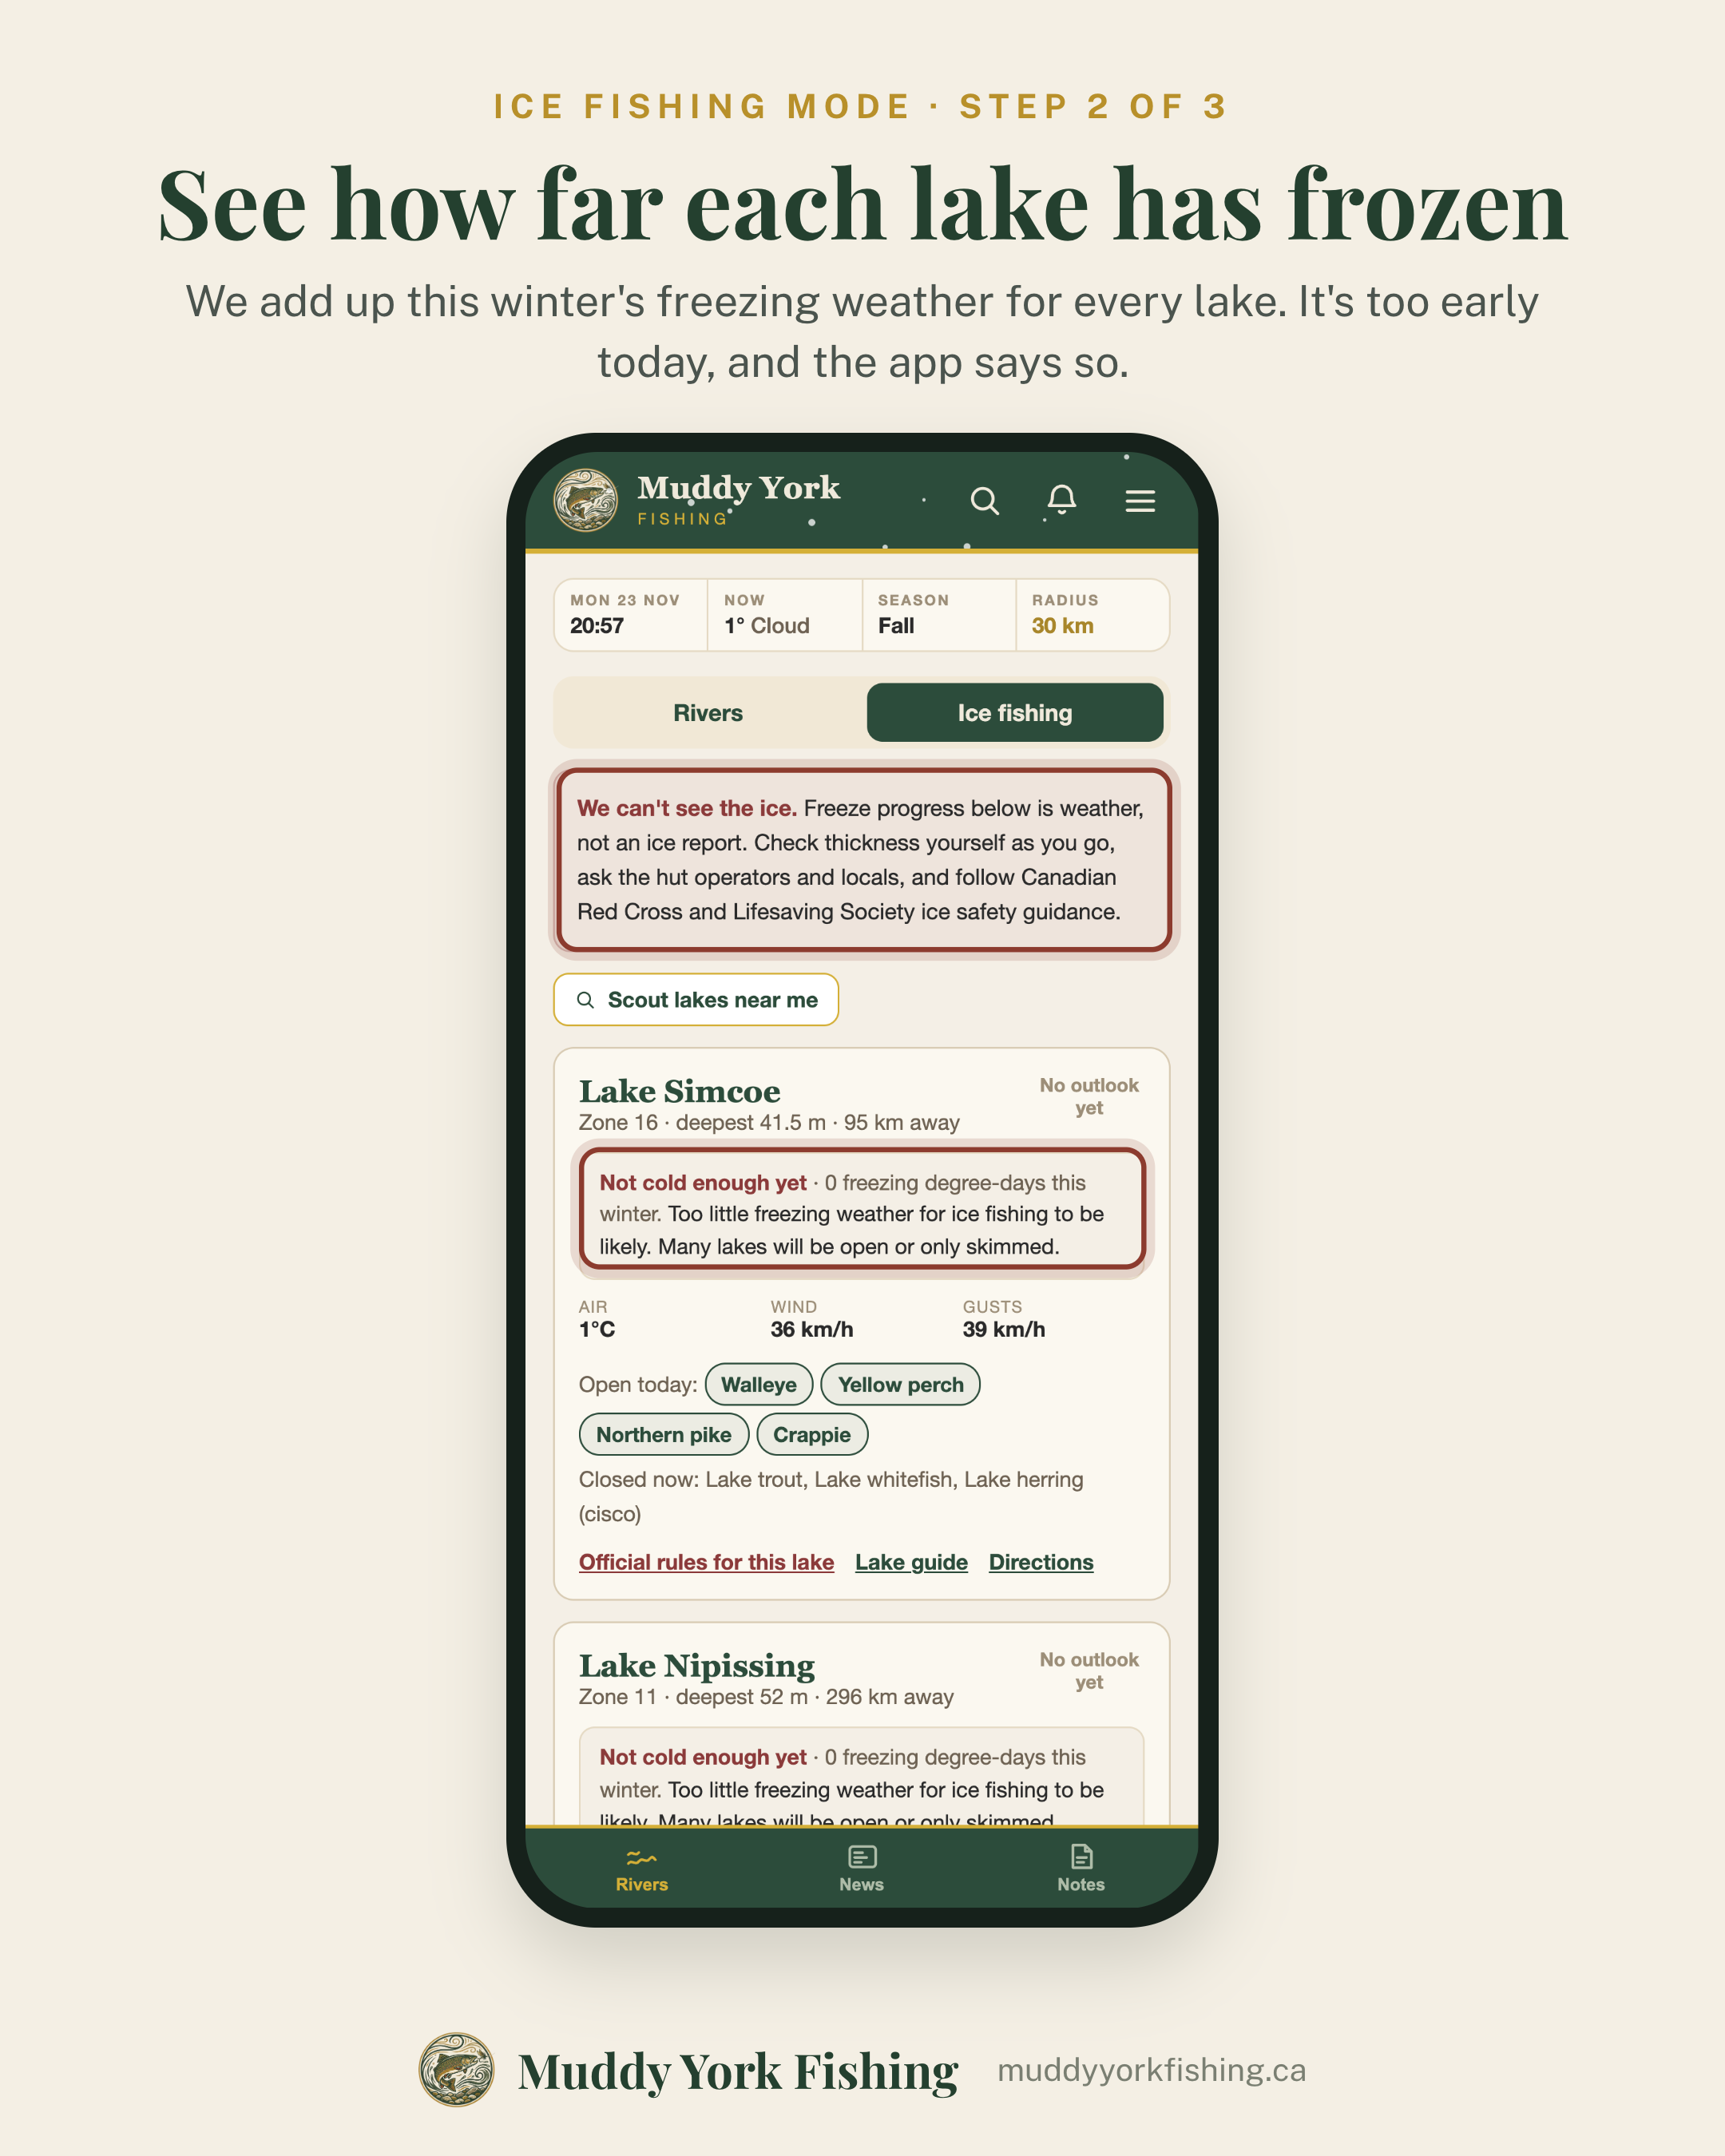 ICE FISHING MODE · STEP 2 OF 3
See how far each lake has frozen
We add up this winter's freezing weather for every lake. It's too early
today, and the app says so.
Muddy York
FISHING
MON 23 NOV
20:57
NOW
1° Cloud
SEASON
Fall
RADIUS
30 km
Rivers
Ice fishing
We can't see the ice. Freeze progress below is weather,
not an ice report. Check thickness yourself as you go,
ask the hut operators and locals, and follow Canadian
Red Cross and Lifesaving Society ice safety guidance.
Scout lakes near me
Lake Simcoe
No outlook
yet
Zone 16 · deepest 41.5 m · 95 km away
Not cold enough yet · 0 freezing degree-days this
winter. Too little freezing weather for ice fishing to be
likely. Many lakes will be open or only skimmed.
AIR
1°C
WIND
36 km/h
GUSTS
39 km/h
Open today: Walleye Yellow perch
Northern pike Crappie
Closed now: Lake trout, Lake whitefish, Lake herring
(cisco)
Official rules for this lake Lake guide Directions
Lake Nipissing
No outlook
yet
Zone 11 · deepest 52 m · 296 km away
Not cold enough yet · 0 freezing degree-days this
winter. Too little freezing weather for ice fishing to be
likely. Many lakes will be open or only skimmed.
Rivers
News
Notes
Muddy York Fishing
muddyyorkfishing.ca